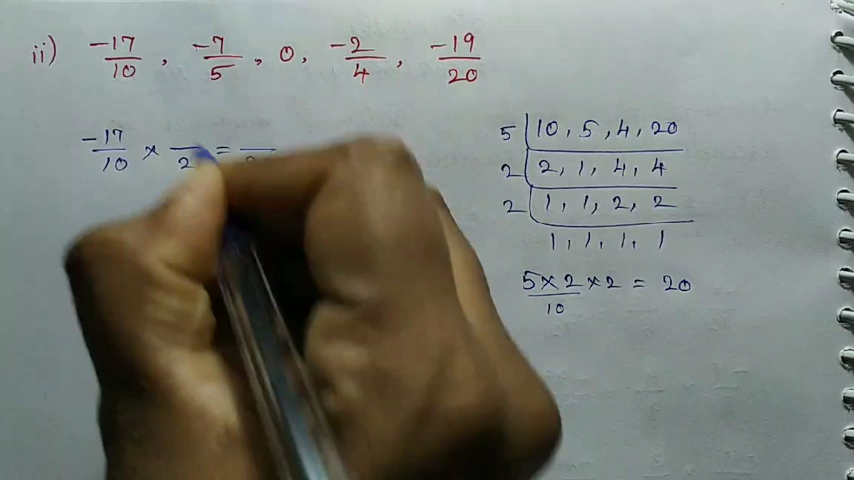 ii) -17/10 , -7/5 , 0, -2/4 , -19/20
-17/10 × /2 =
5 | 10, 5, 4, 20
2 | 2, 1, 4, 4
2 | 1, 1, 2, 2
1, 1, 1, 1
5 × 2 × 2 = 20
10